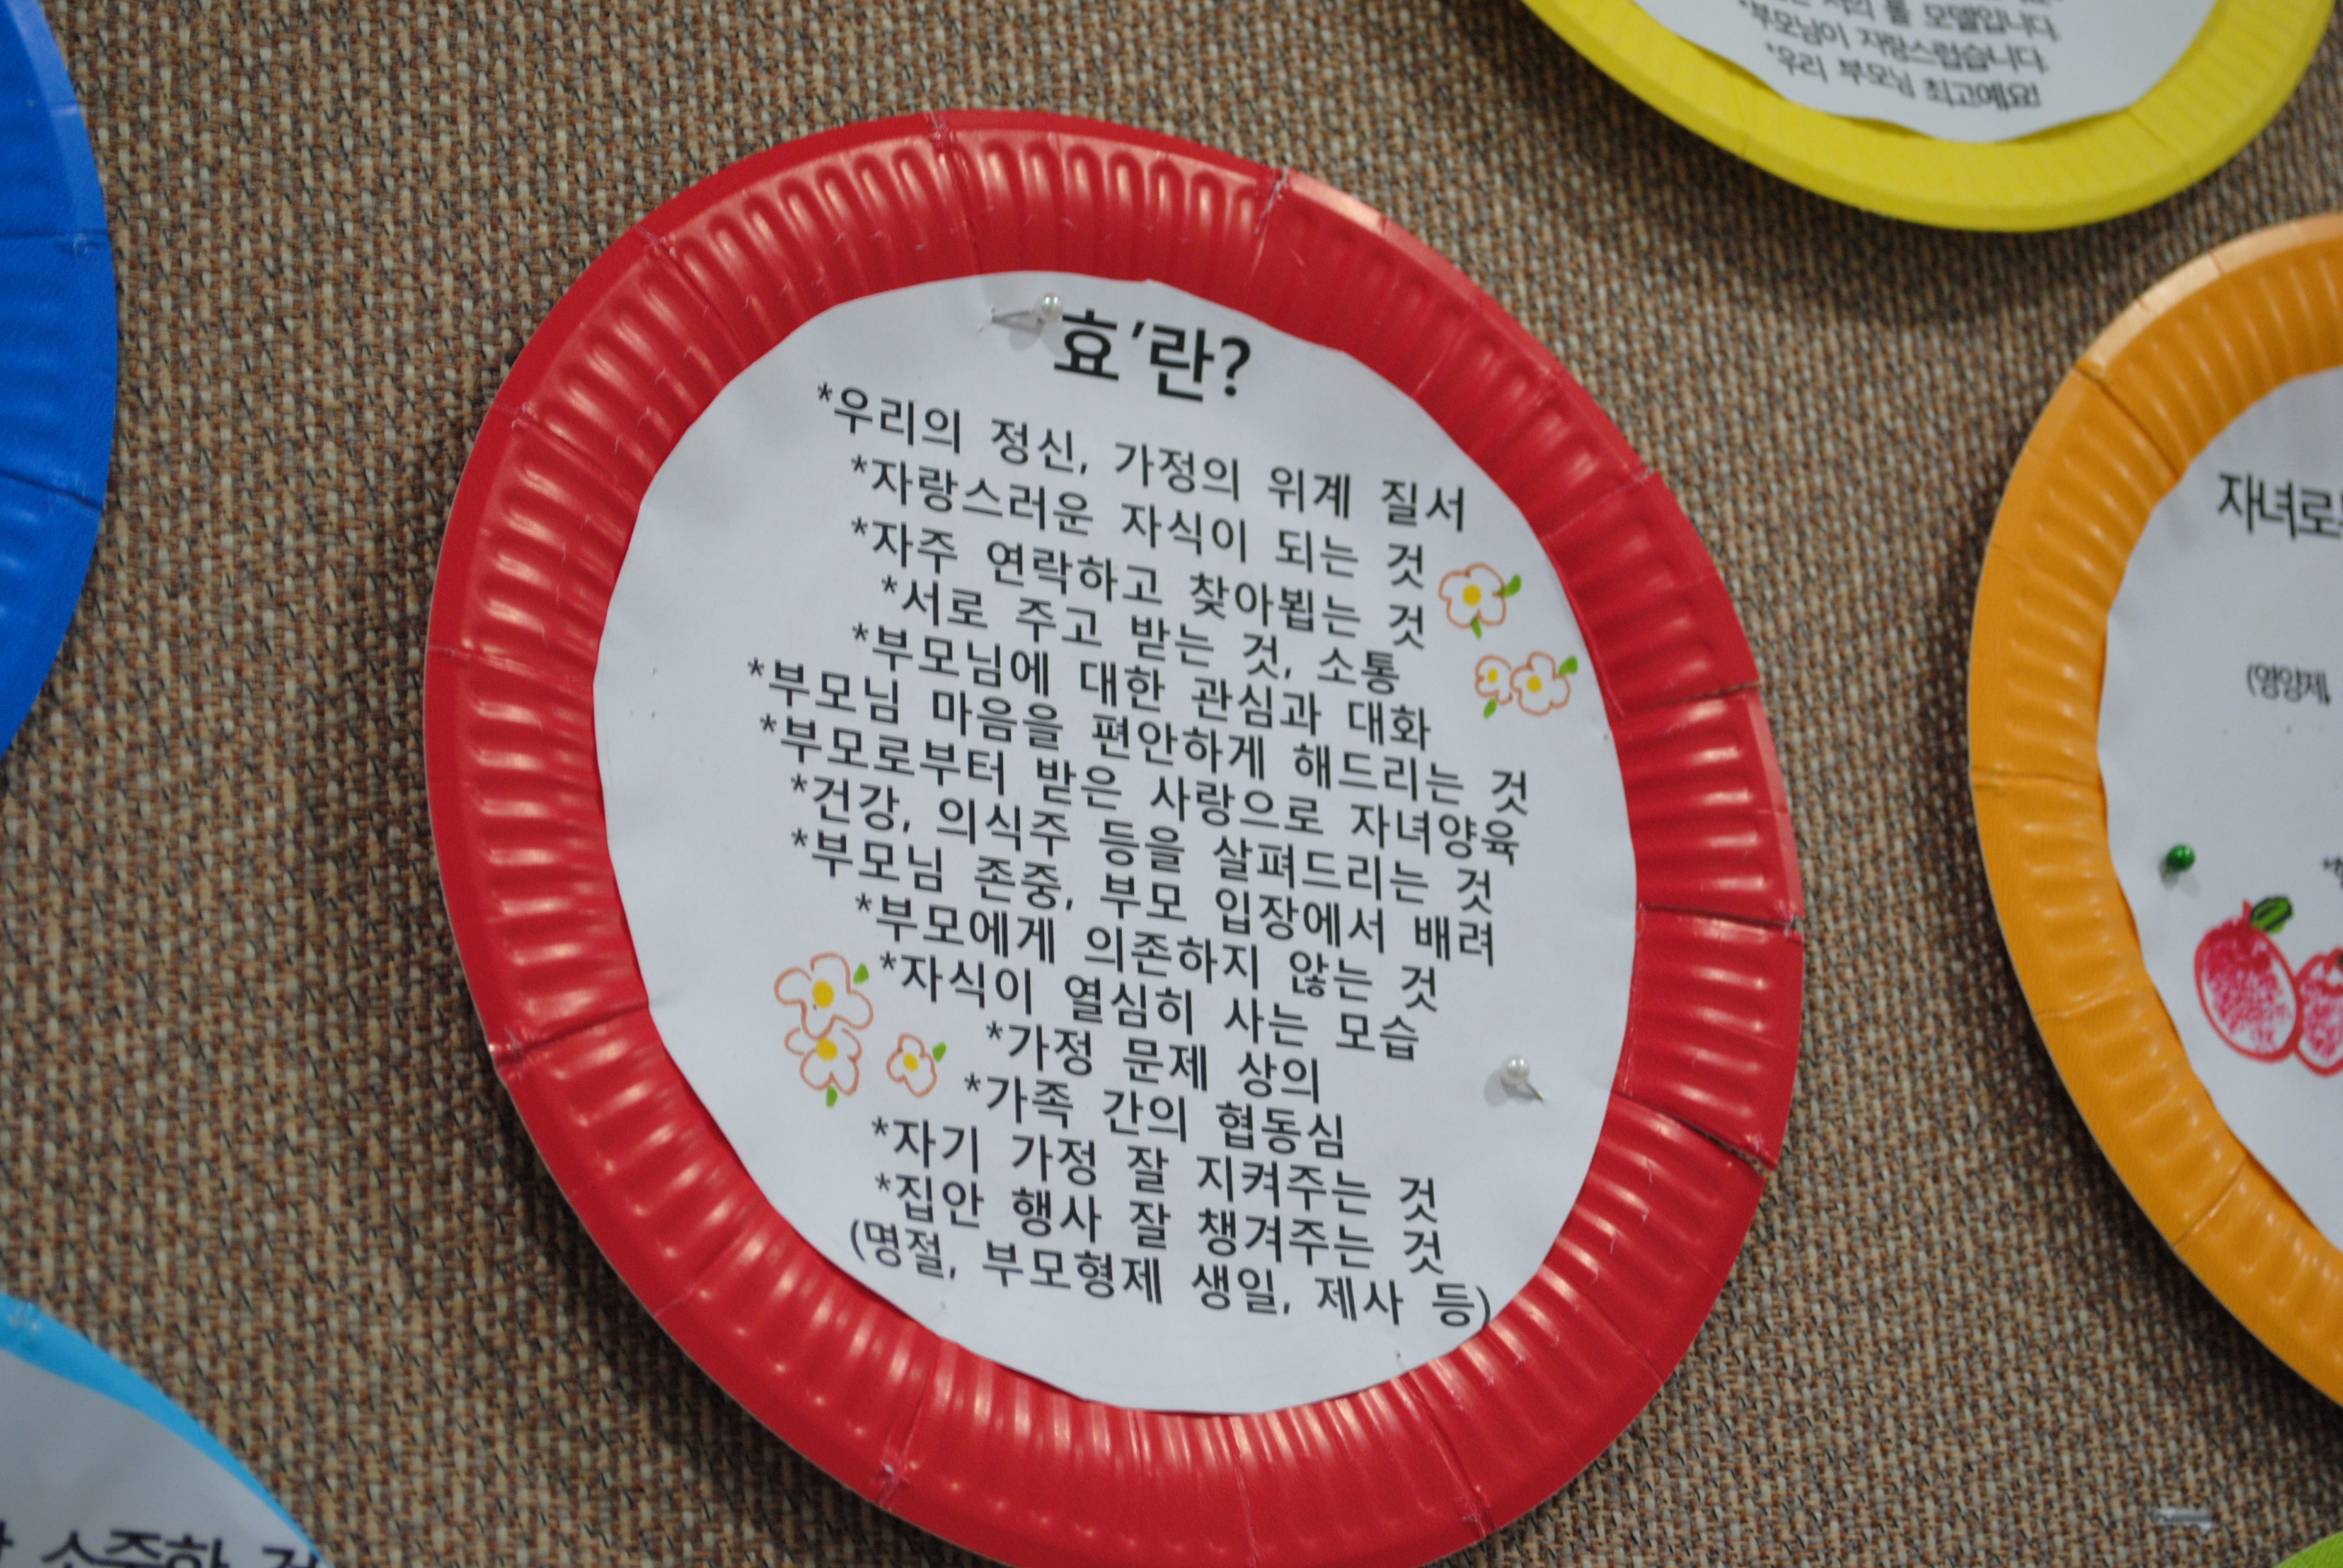 효'란?
*우리의 정신, 가정의 위계 질서
*자랑스러운 자식이 되는 것
*자주 연락하고 찾아뵙는 것
*서로 주고 받는 것, 소통
*부모님에 대한 관심과 대화
*부모님 마음을 편안하게 해드리는 것
*부모로부터 받은 사랑으로 자녀양육
*건강, 의식주 등을 살펴드리는 것
*부모님 존중, 부모 입장에서 배려
*부모에게 의존하지 않는 것
*자식이 열심히 사는 모습
*가정 문제 상의
*가족 간의 협동심
*자기 가정 잘 지켜주는 것
*집안 행사 잘 챙겨주는 것
(명절, 부모형제 생일, 제사 등)
롤 모델입니다.
*부모님이 자랑스럽습니다.
*우리 부모님 최고예요!
자녀로
(영양제,
소중한